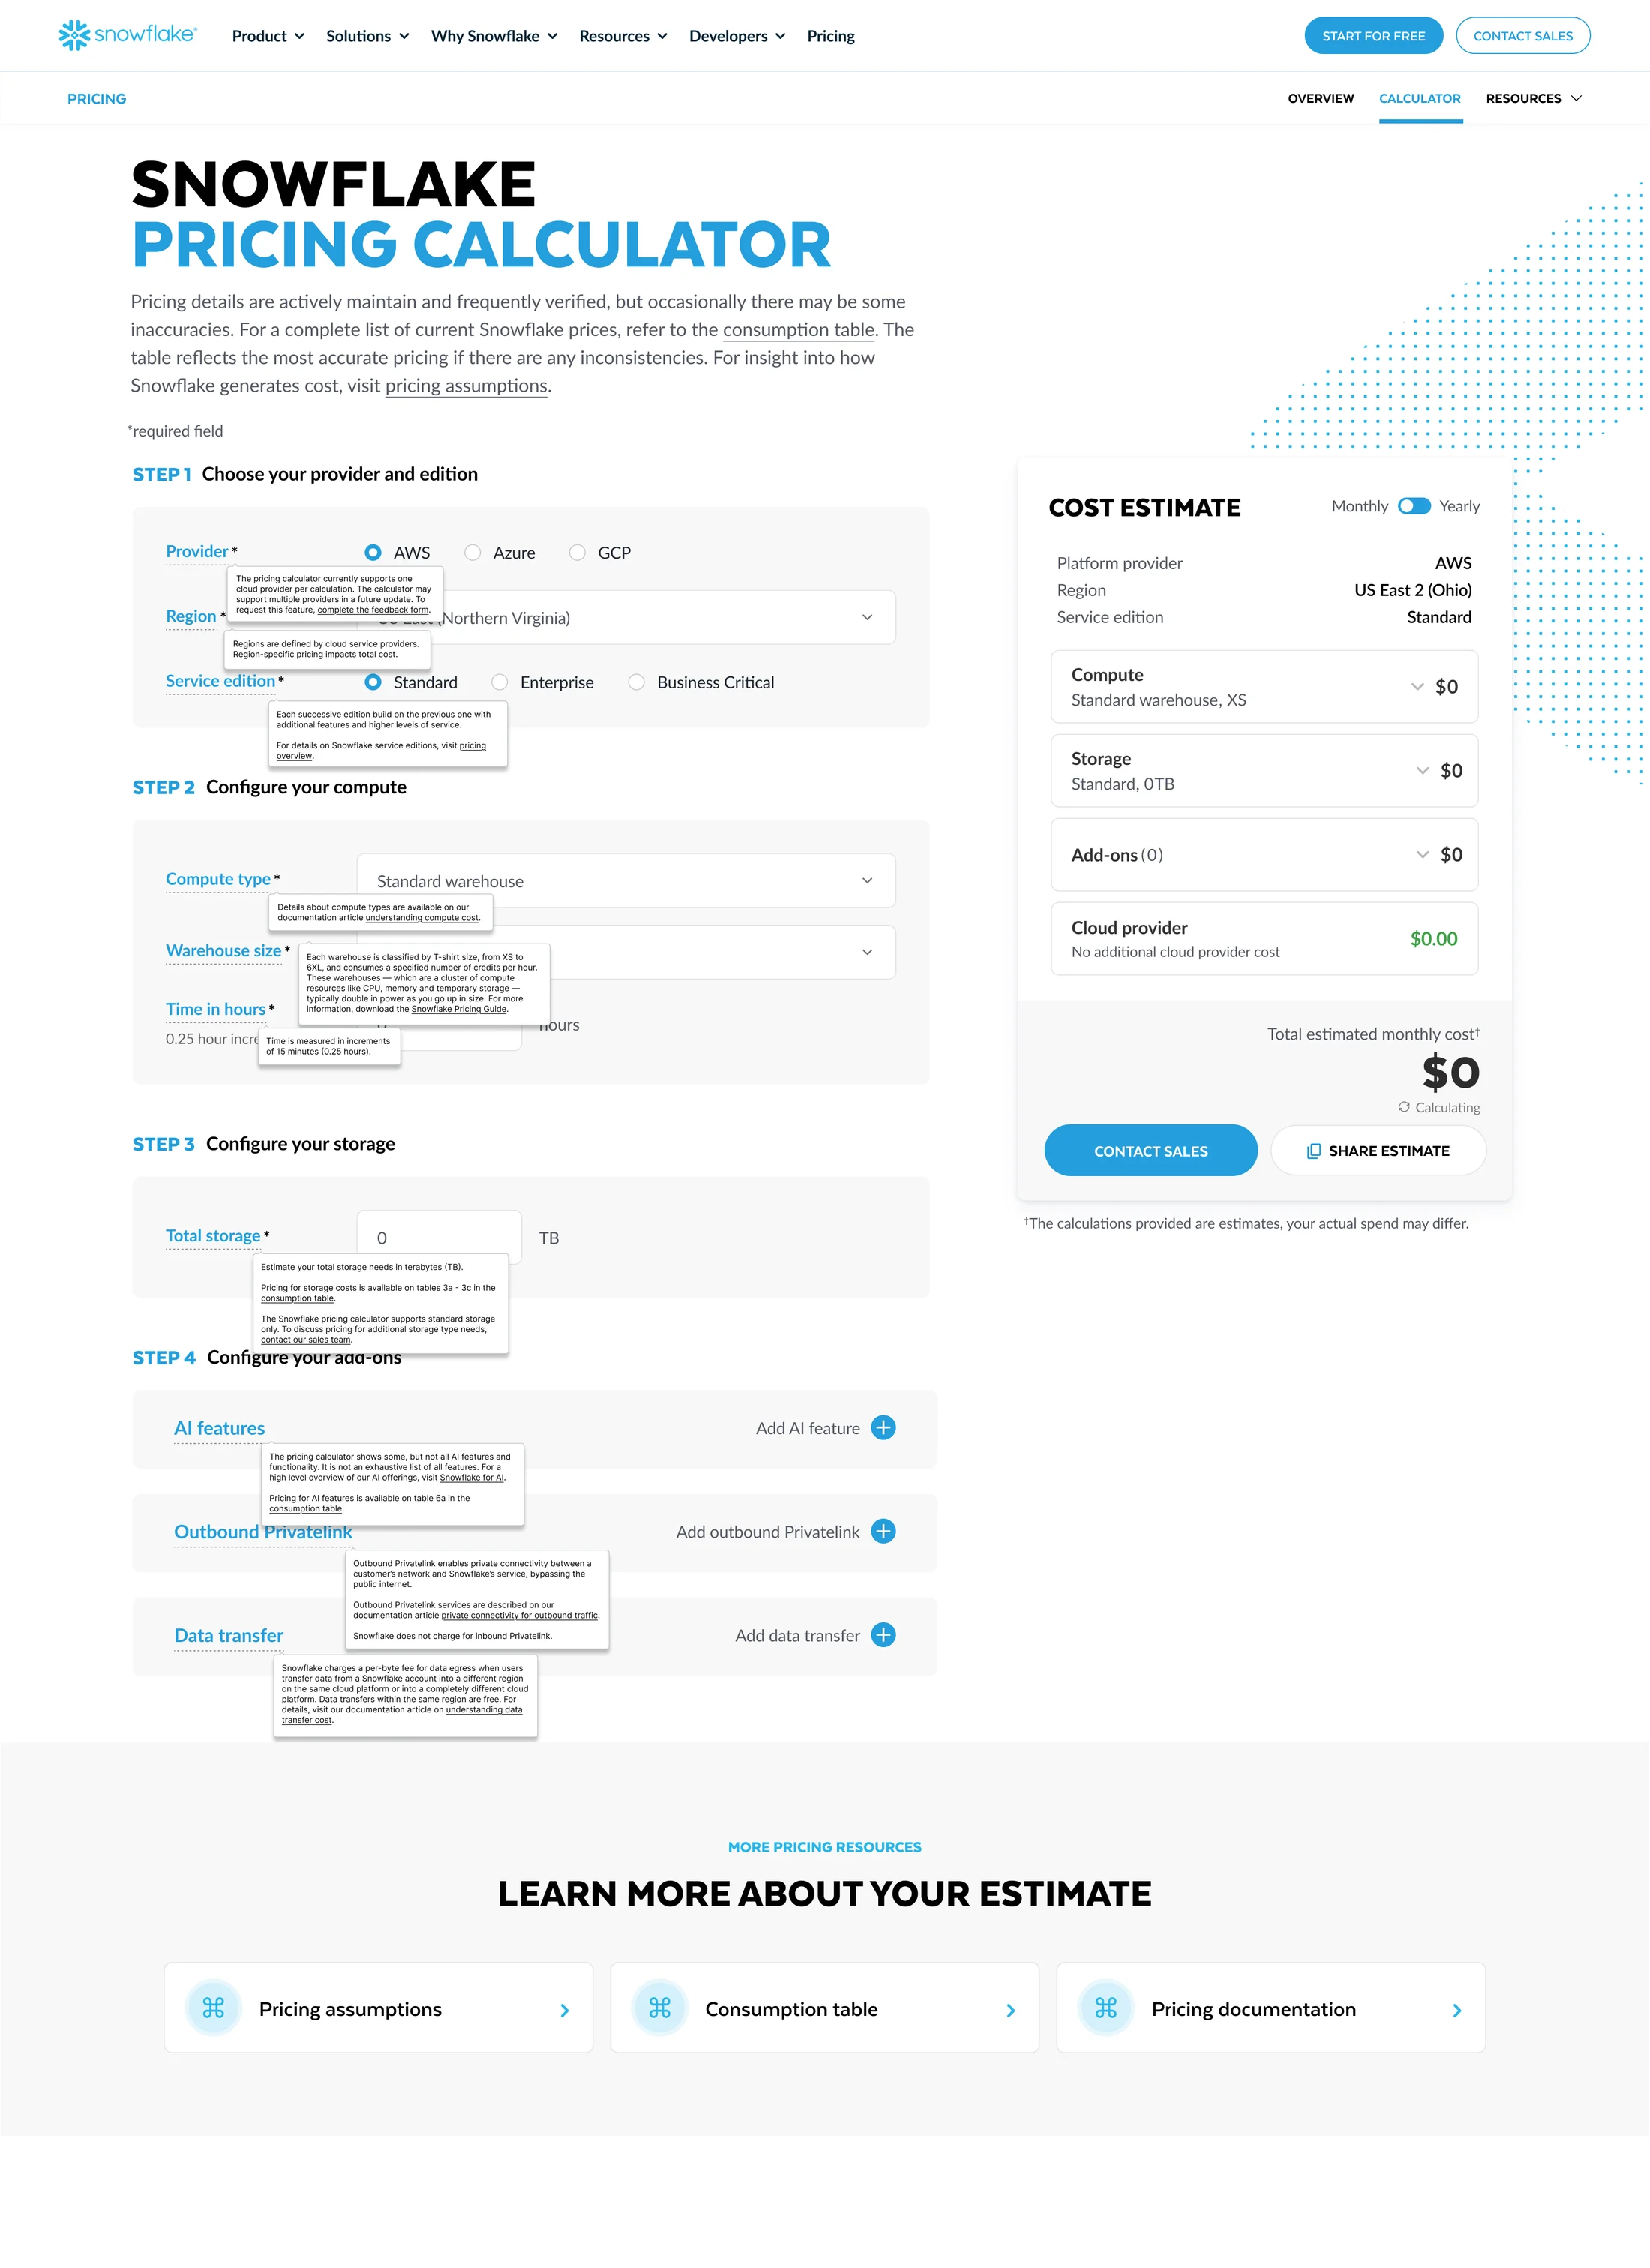 snowflake®
Product
Solutions
Why Snowflake
Resources
Developers
Pricing
START FOR FREE
CONTACT SALES
PRICING
OVERVIEW
CALCULATOR
RESOURCES
SNOWFLAKE
PRICING CALCULATOR
Pricing details are actively maintain and frequently verified, but occasionally there may be some
inaccuracies. For a complete list of current Snowflake prices, refer to the consumption table. The
table reflects the most accurate pricing if there are any inconsistencies. For insight into how
Snowflake generates cost, visit pricing assumptions.
*required field
STEP 1 Choose your provider and edition
Provider *
AWS
Azure
GCP
The pricing calculator currently supports one
cloud provider per calculation. The calculator may
support multiple providers in a future update. To
request this feature, complete the feedback form.
Region *
(Northern Virginia)
Regions are defined by cloud service providers.
Region-specific pricing impacts total cost.
Service edition *
Standard
Enterprise
Business Critical
Each successive edition build on the previous one with
additional features and higher levels of service.
For details on Snowflake service editions, visit pricing
overview.
STEP 2 Configure your compute
Compute type *
Standard warehouse
Details about compute types are available on our
documentation article understanding compute cost.
Warehouse size *
Each warehouse is classified by T-shirt size, from XS to
6XL, and consumes a specified number of credits per hour.
These warehouses — which are a cluster of compute
resources like CPU, memory and temporary storage —
typically double in power as you go up in size. For more
information, download the Snowflake Pricing Guide.
Time in hours *
hours
0.25 hour incre
Time is measured in increments
of 15 minutes (0.25 hours).
STEP 3 Configure your storage
Total storage *
0
TB
Estimate your total storage needs in terabytes (TB).
Pricing for storage costs is available on tables 3a - 3c in the
consumption table.
The Snowflake pricing calculator supports standard storage
only. To discuss pricing for additional storage type needs,
contact our sales team.
STEP 4 Configure your add-ons
AI features
Add AI feature
The pricing calculator shows some, but not all AI features and
functionality. It is not an exhaustive list of all features. For a
high level overview of our AI offerings, visit Snowflake for AI.
Pricing for AI features is available on table 6a in the
consumption table.
Outbound Privatelink
Add outbound Privatelink
Outbound Privatelink enables private connectivity between a
customer's network and Snowflake's service, bypassing the
public internet.
Outbound Privatelink services are described on our
documentation article private connectivity for outbound traffic.
Snowflake does not charge for inbound Privatelink.
Data transfer
Add data transfer
Snowflake charges a per-byte fee for data egress when users
transfer data from a Snowflake account into a different region
on the same cloud platform or into a completely different cloud
platform. Data transfers within the same region are free. For
details, visit our documentation article on understanding data
transfer cost.
COST ESTIMATE
Monthly
Yearly
Platform provider
AWS
Region
US East 2 (Ohio)
Service edition
Standard
Compute
Standard warehouse, XS
$0
Storage
Standard, 0TB
$0
Add-ons (0)
$0
Cloud provider
No additional cloud provider cost
$0.00
Total estimated monthly cost†
$0
Calculating
CONTACT SALES
SHARE ESTIMATE
†The calculations provided are estimates, your actual spend may differ.
MORE PRICING RESOURCES
LEARN MORE ABOUT YOUR ESTIMATE
Pricing assumptions
Consumption table
Pricing documentation